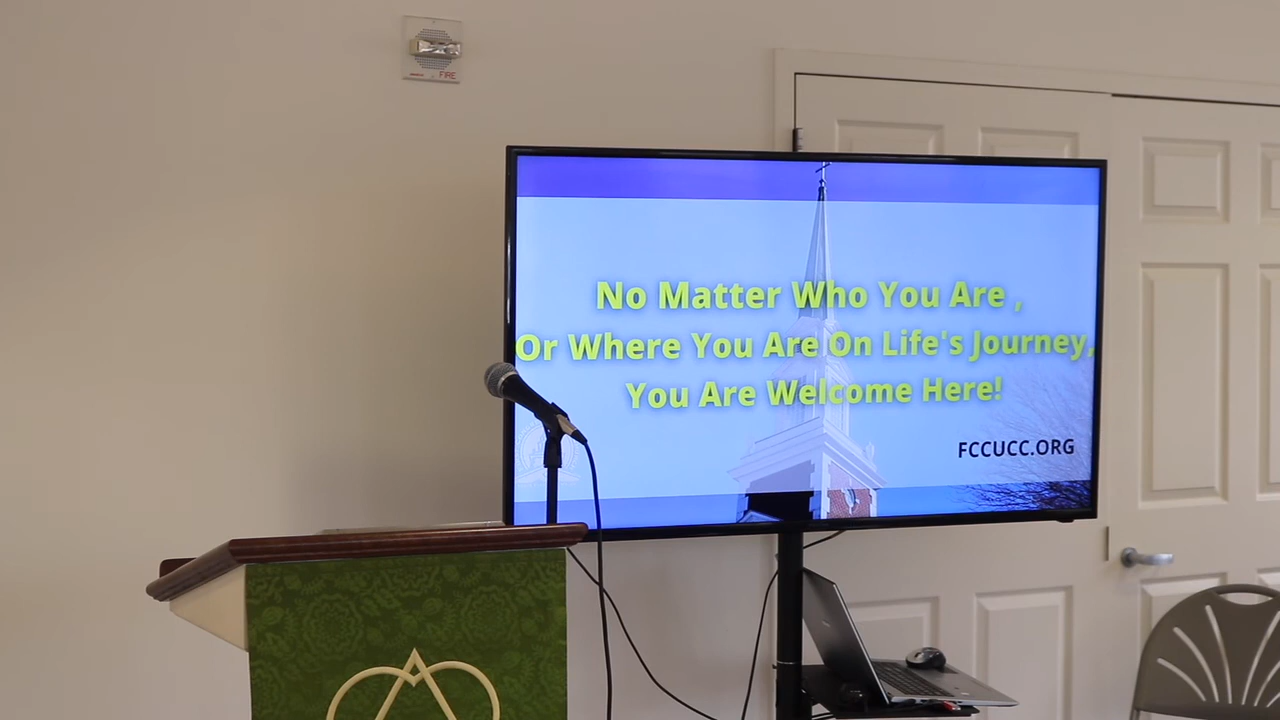 FIRE
No Matter Who You Are ,
Or Where You Are On Life's Journey,
You Are Welcome Here!
FCCUCC.ORG